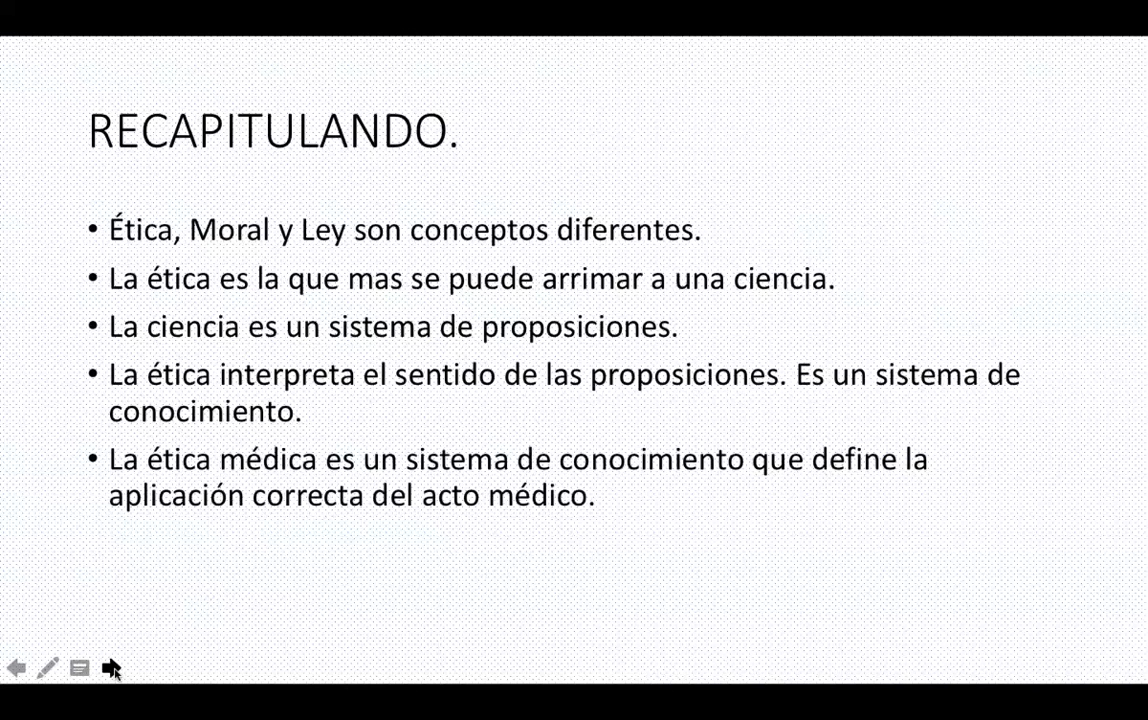 RECAPITULANDO.
• Ética, Moral y Ley son conceptos diferentes.
• La ética es la que mas se puede arrimar a una ciencia.
• La ciencia es un sistema de proposiciones.
• La ética interpreta el sentido de las proposiciones. Es un sistema de
conocimiento.
• La ética médica es un sistema de conocimiento que define la
aplicación correcta del acto médico.